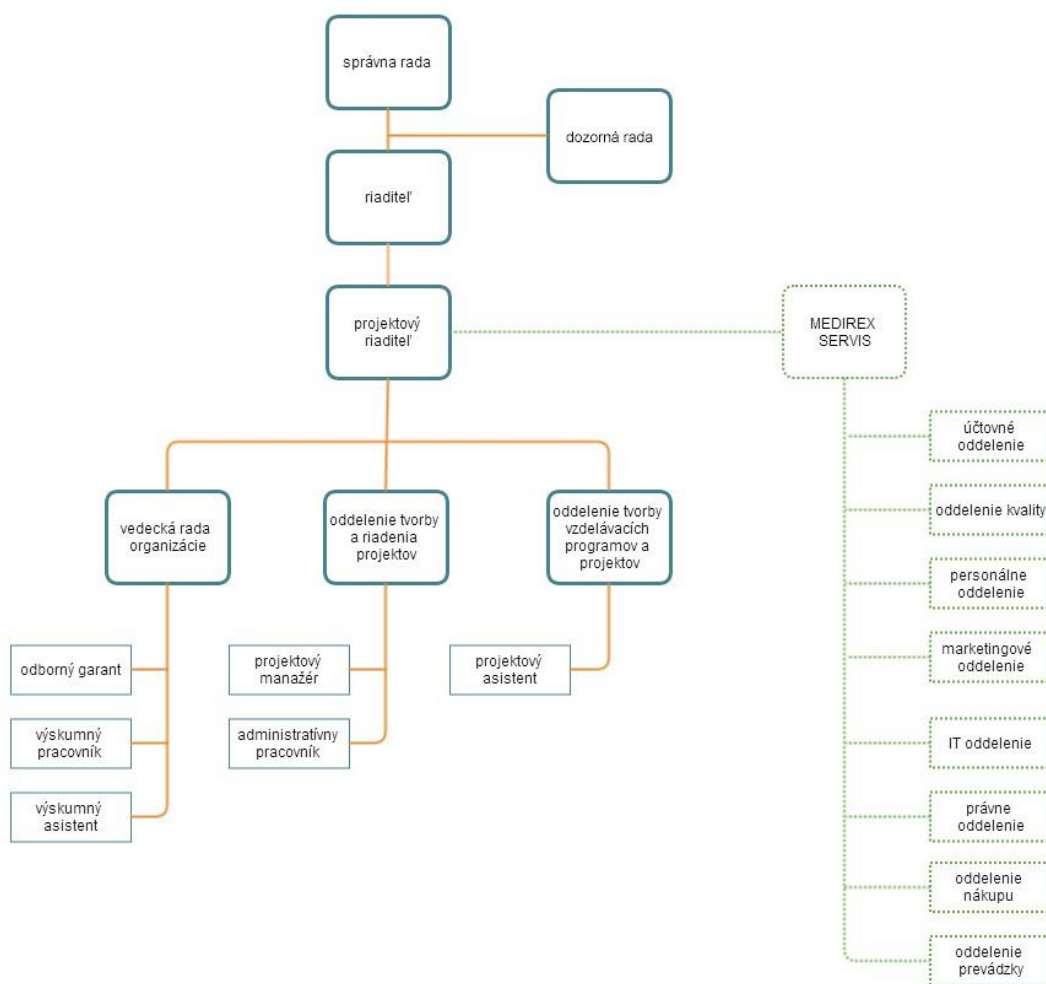 správna rada
dozorná rada
riaditeľ
projektový
riaditeľ
MEDIREX
SERVIS
účtovné
oddelenie
oddelenie kvality
personálne
oddelenie
marketingové
oddelenie
IT oddelenie
právne
oddelenie
oddelenie
nákupu
oddelenie
prevádzky
vedecká rada
organizácie
oddelenie tvorby
a riadenia
projektov
oddelenie tvorby
vzdelávacích
programov a
projektov
odborný garant
výskumný
pracovník
výskumný
asistent
projektový
manažér
administratívny
pracovník
projektový
asistent